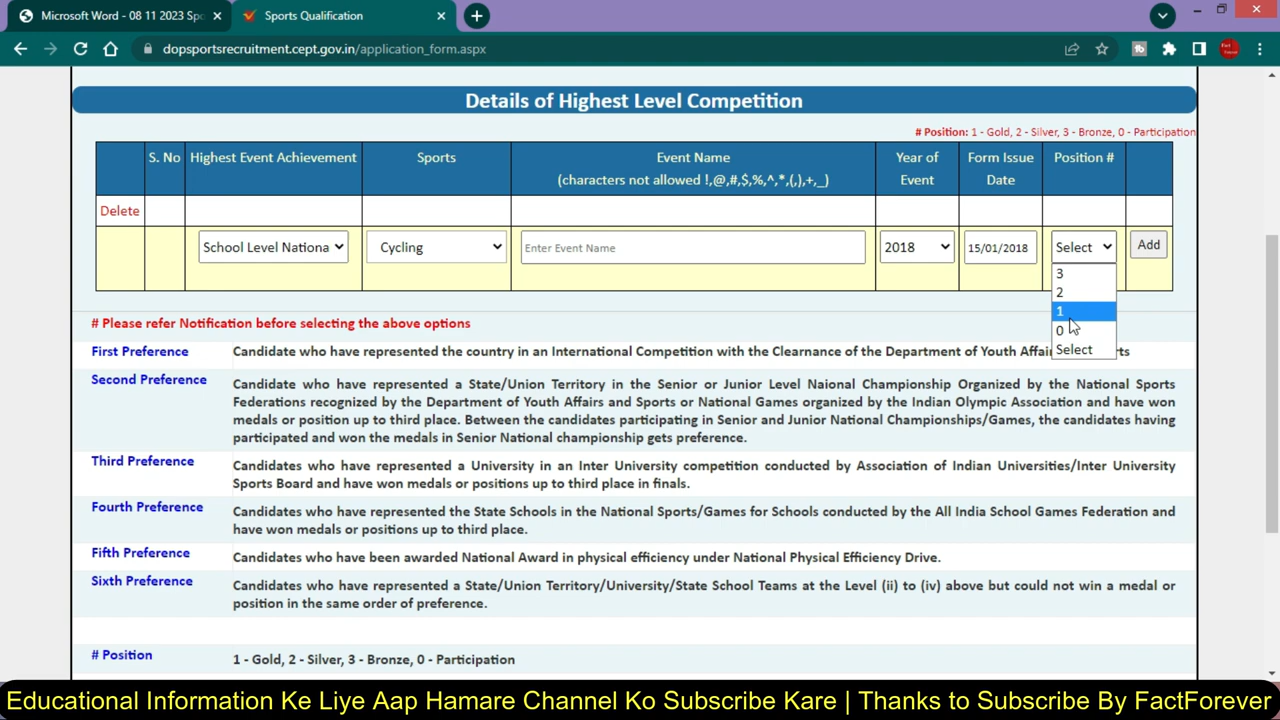 Microsoft Word - 08 11 2023 Spo
Sports Qualification
dopsportsrecruitment.cept.gov.in/application_form.aspx
Details of Highest Level Competition
# Position: 1 - Gold, 2 - Silver, 3 - Bronze, 0 - Participation
S. No Highest Event Achievement Sports Event Name (characters not allowed !,@,#,$,%,^,*,(,),+,_) Year of Event Form Issue Date Position #
Delete
School Level Nationa Cycling Enter Event Name 2018 15/01/2018 Select Add
3
2
1
0
Select
# Please refer Notification before selecting the above options
First Preference Candidate who have represented the country in an International Competition with the Clearnance of the Department of Youth Affai rts
Second Preference Candidate who have represented a State/Union Territory in the Senior or Junior Level Naional Championship Organized by the National Sports
Federations recognized by the Department of Youth Affairs and Sports or National Games organized by the Indian Olympic Association and have won
medals or position up to third place. Between the candidates participating in Senior and Junior National Championships/Games, the candidates having
participated and won the medals in Senior National championship gets preference.
Third Preference Candidates who have represented a University in an Inter University competition conducted by Association of Indian Universities/Inter University
Sports Board and have won medals or positions up to third place in finals.
Fourth Preference Candidates who have represented the State Schools in the National Sports/Games for Schools conducted by the All India School Games Federation and
have won medals or positions up to third place.
Fifth Preference Candidates who have been awarded National Award in physical efficiency under National Physical Efficiency Drive.
Sixth Preference Candidates who have represented a State/Union Territory/University/State School Teams at the Level (ii) to (iv) above but could not win a medal or
position in the same order of preference.
# Position 1 - Gold, 2 - Silver, 3 - Bronze, 0 - Participation
Educational Information Ke Liye Aap Hamare Channel Ko Subscribe Kare | Thanks to Subscribe By FactForever